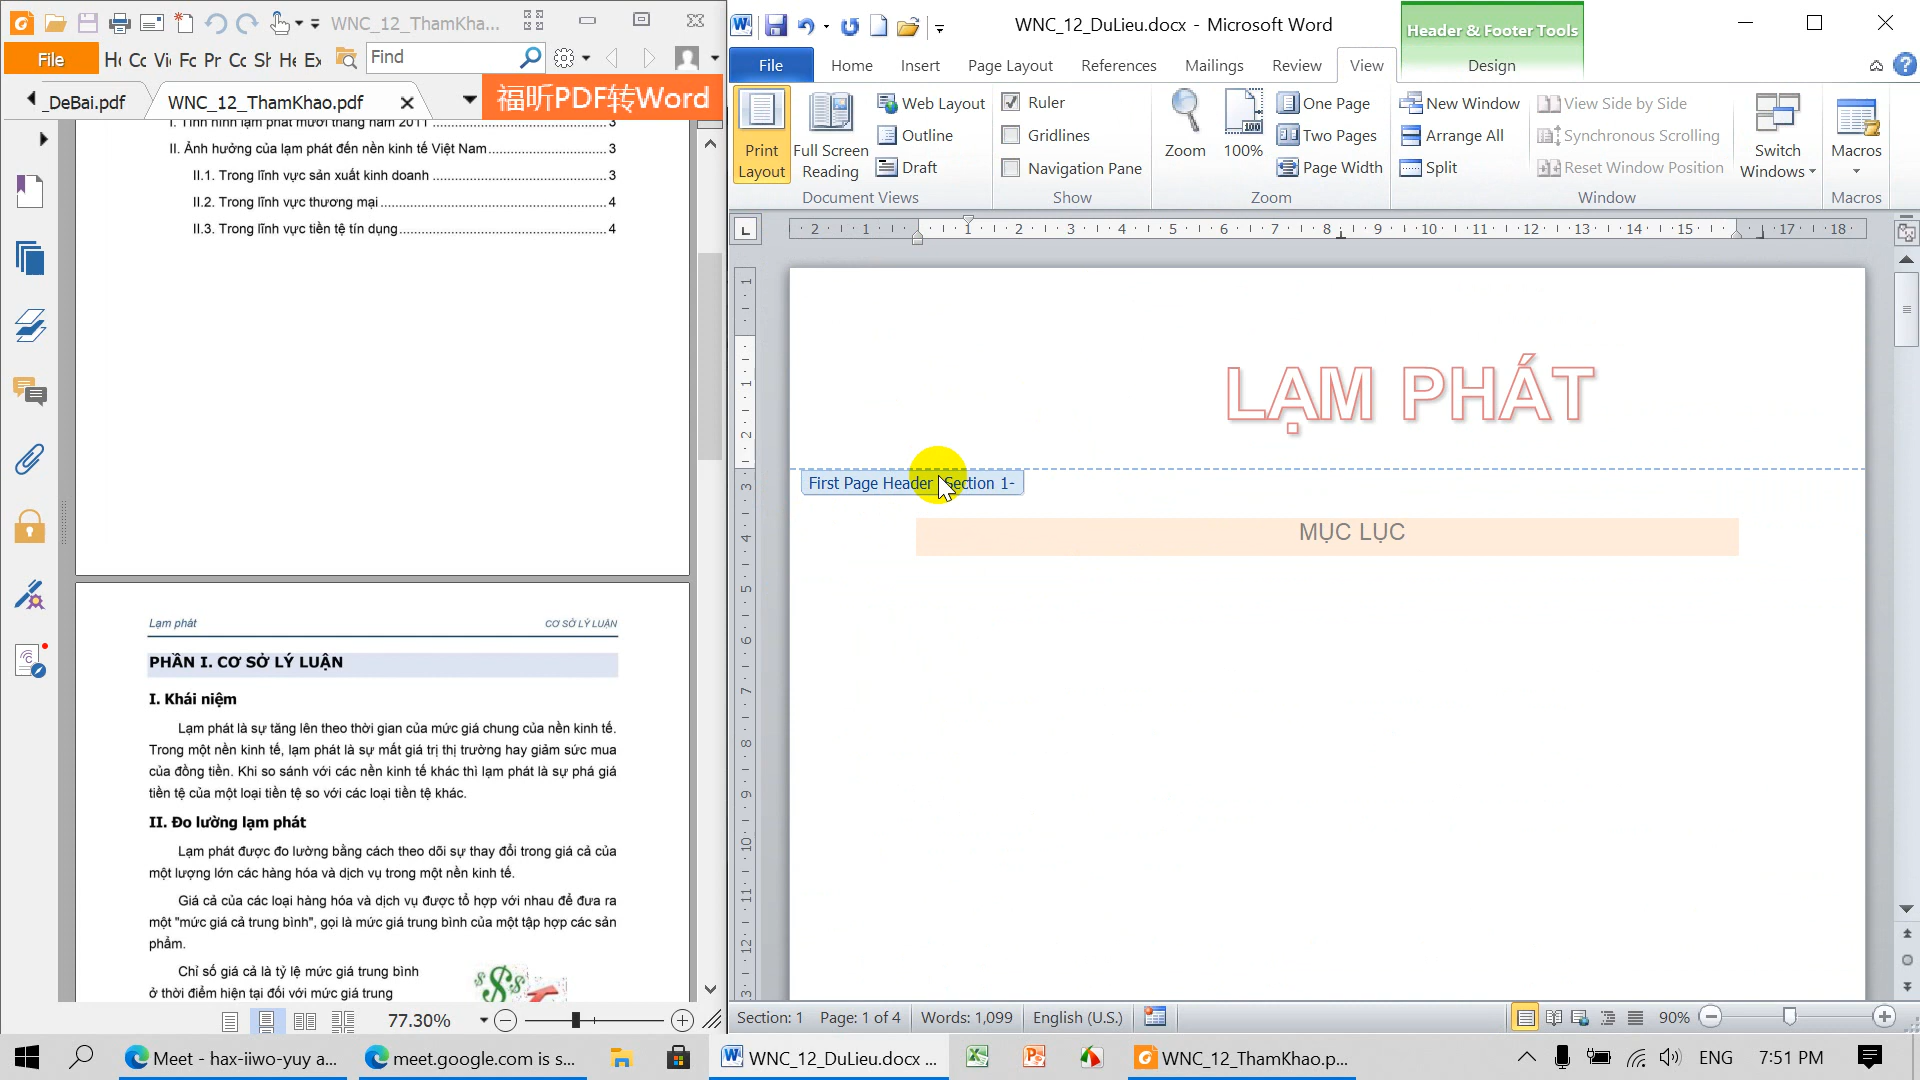 WNC_12_ThamKha...
File
Find
_DeBai.pdf
WNC_12_ThamKhao.pdf
福昕PDF转Word
I. Tình hình lạm phát mười tháng năm 2011 ... 3
II. Ảnh hưởng của lạm phát đến nền kinh tế Việt Nam ... 3
II.1. Trong lĩnh vực sản xuất kinh doanh ... 3
II.2. Trong lĩnh vực thương mại ... 4
II.3. Trong lĩnh vực tiền tệ tín dụng ... 4
Lạm phát
CƠ SỞ LÝ LUẬN
PHẦN I. CƠ SỞ LÝ LUẬN
I. Khái niệm
Lạm phát là sự tăng lên theo thời gian của mức giá chung của nền kinh tế.
Trong một nền kinh tế, lạm phát là sự mất giá trị thị trường hay giảm sức mua
của đồng tiền. Khi so sánh với các nền kinh tế khác thì lạm phát là sự phá giá
tiền tệ của một loại tiền tệ so với các loại tiền tệ khác.
II. Đo lường lạm phát
Lạm phát được đo lường bằng cách theo dõi sự thay đổi trong giá cả của
một lượng lớn các hàng hóa và dịch vụ trong một nền kinh tế.
Giá cả của các loại hàng hóa và dịch vụ được tổ hợp với nhau để đưa ra
một "mức giá cả trung bình", gọi là mức giá trung bình của một tập hợp các sản
phẩm.
Chỉ số giá cả là tỷ lệ mức giá trung bình
ở thời điểm hiện tại đối với mức giá trung
77.30%
WNC_12_DuLieu.docx - Microsoft Word
Header & Footer Tools
File Home Insert Page Layout References Mailings Review View Design
Print Layout
Full Screen Reading
Web Layout
Outline
Draft
Document Views
Ruler
Gridlines
Navigation Pane
Show
Zoom
100%
One Page
Two Pages
Page Width
Zoom
New Window
Arrange All
Split
View Side by Side
Synchronous Scrolling
Reset Window Position
Window
Switch Windows
Macros
Macros
LẠM PHÁT
First Page Header -Section 1-
MỤC LỤC
Section: 1 Page: 1 of 4 Words: 1,099 English (U.S.) 90%
Meet - hax-iiwo-yuy a...
meet.google.com is s...
WNC_12_DuLieu.docx ...
WNC_12_ThamKhao.p...
ENG
7:51 PM